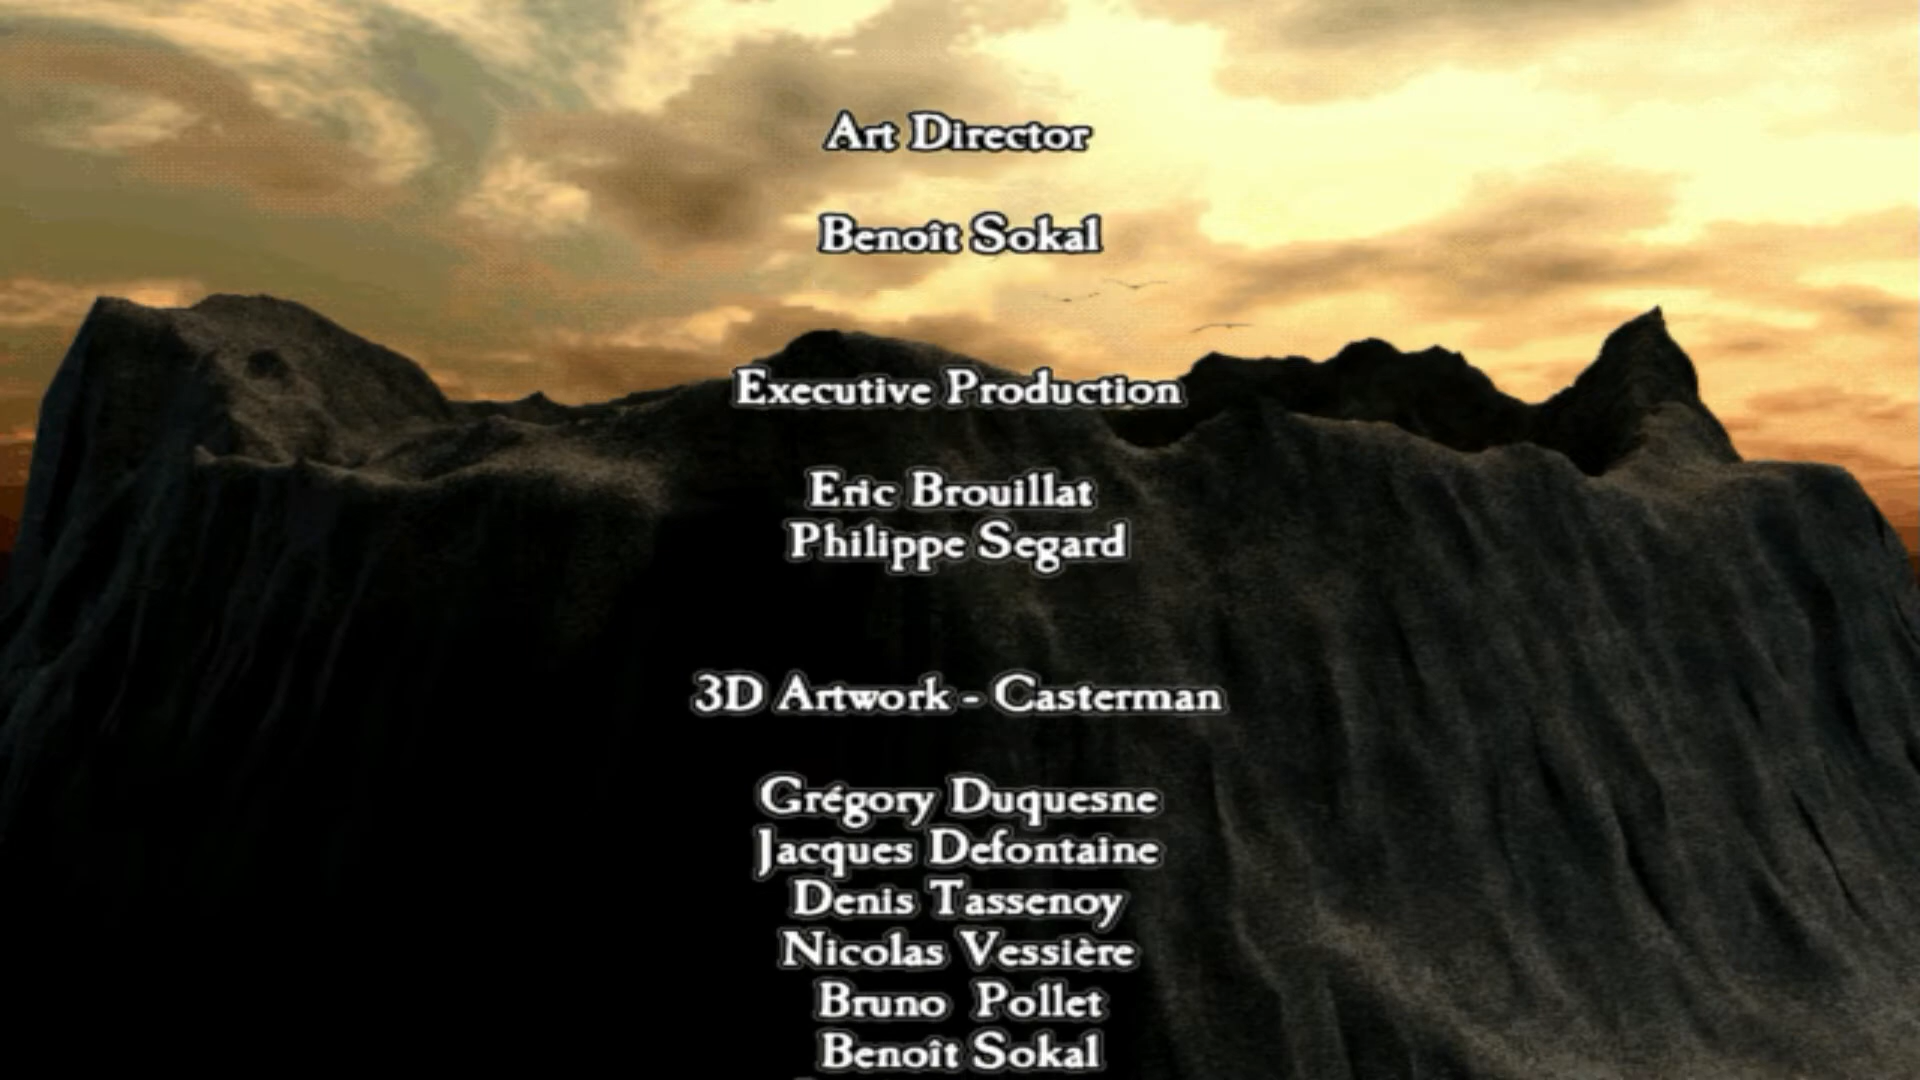 Art Director
Benoît Sokal
Executive Production
Eric Brouillat
Philippe Segard
3D Artwork - Casterman
Grégory Duquesne
Jacques Defontaine
Denis Tassenoy
Nicolas Vessière
Bruno  Pollet
Benoît Sokal